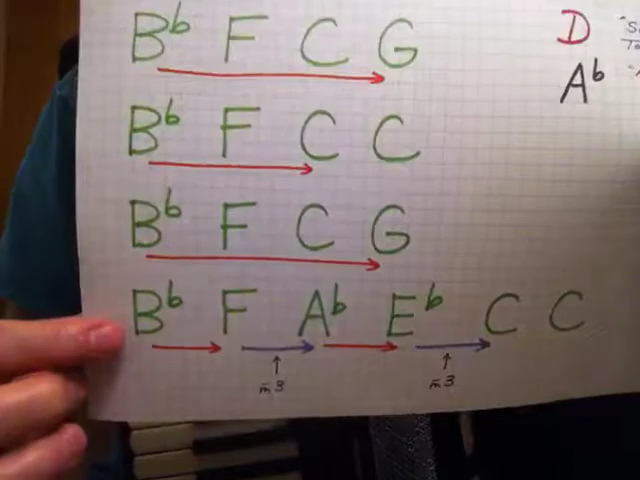 B♭ F C G
D
A♭
B♭ F C C
B♭ F C G
B♭ F A♭ E♭ C C
m3 m3